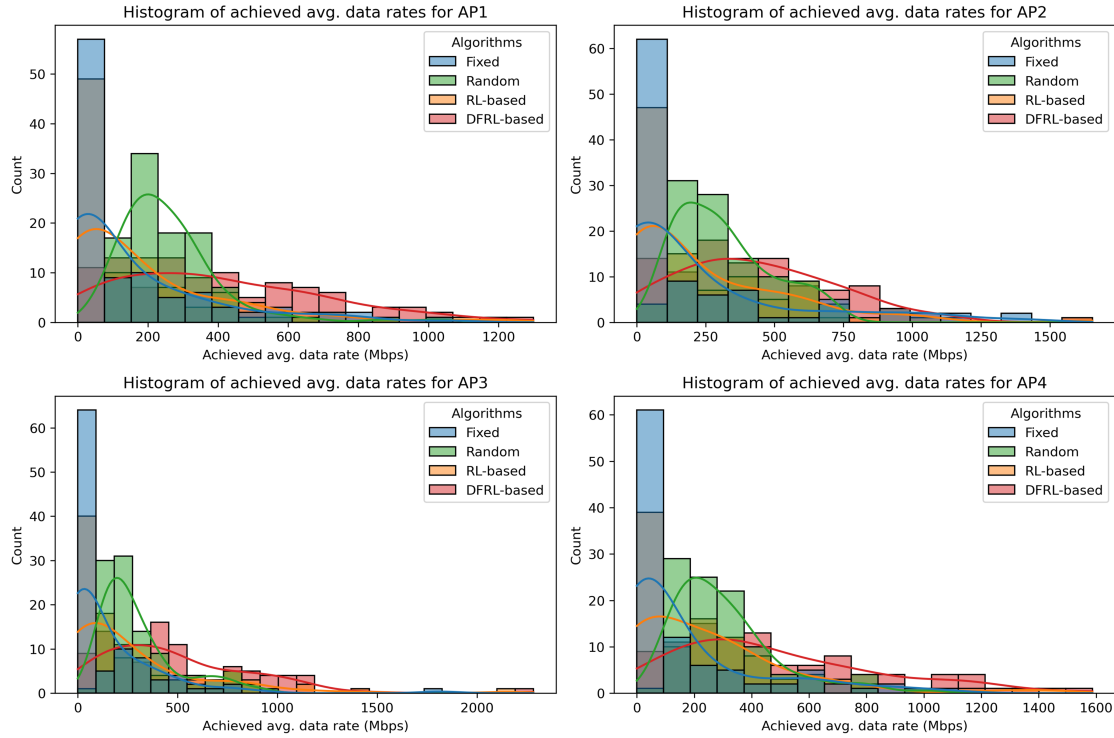 Histogram of achieved avg. data rates for AP1
Count
50
40
30
20
10
0
0 200 400 600 800 1000 1200
Achieved avg. data rate (Mbps)
Algorithms
Fixed
Random
RL-based
DFRL-based
Histogram of achieved avg. data rates for AP2
Count
60
50
40
30
20
10
0
0 250 500 750 1000 1250 1500
Achieved avg. data rate (Mbps)
Algorithms
Fixed
Random
RL-based
DFRL-based
Histogram of achieved avg. data rates for AP3
Count
60
50
40
30
20
10
0
0 500 1000 1500 2000
Achieved avg. data rate (Mbps)
Algorithms
Fixed
Random
RL-based
DFRL-based
Histogram of achieved avg. data rates for AP4
Count
60
50
40
30
20
10
0
0 200 400 600 800 1000 1200 1400 1600
Achieved avg. data rate (Mbps)
Algorithms
Fixed
Random
RL-based
DFRL-based